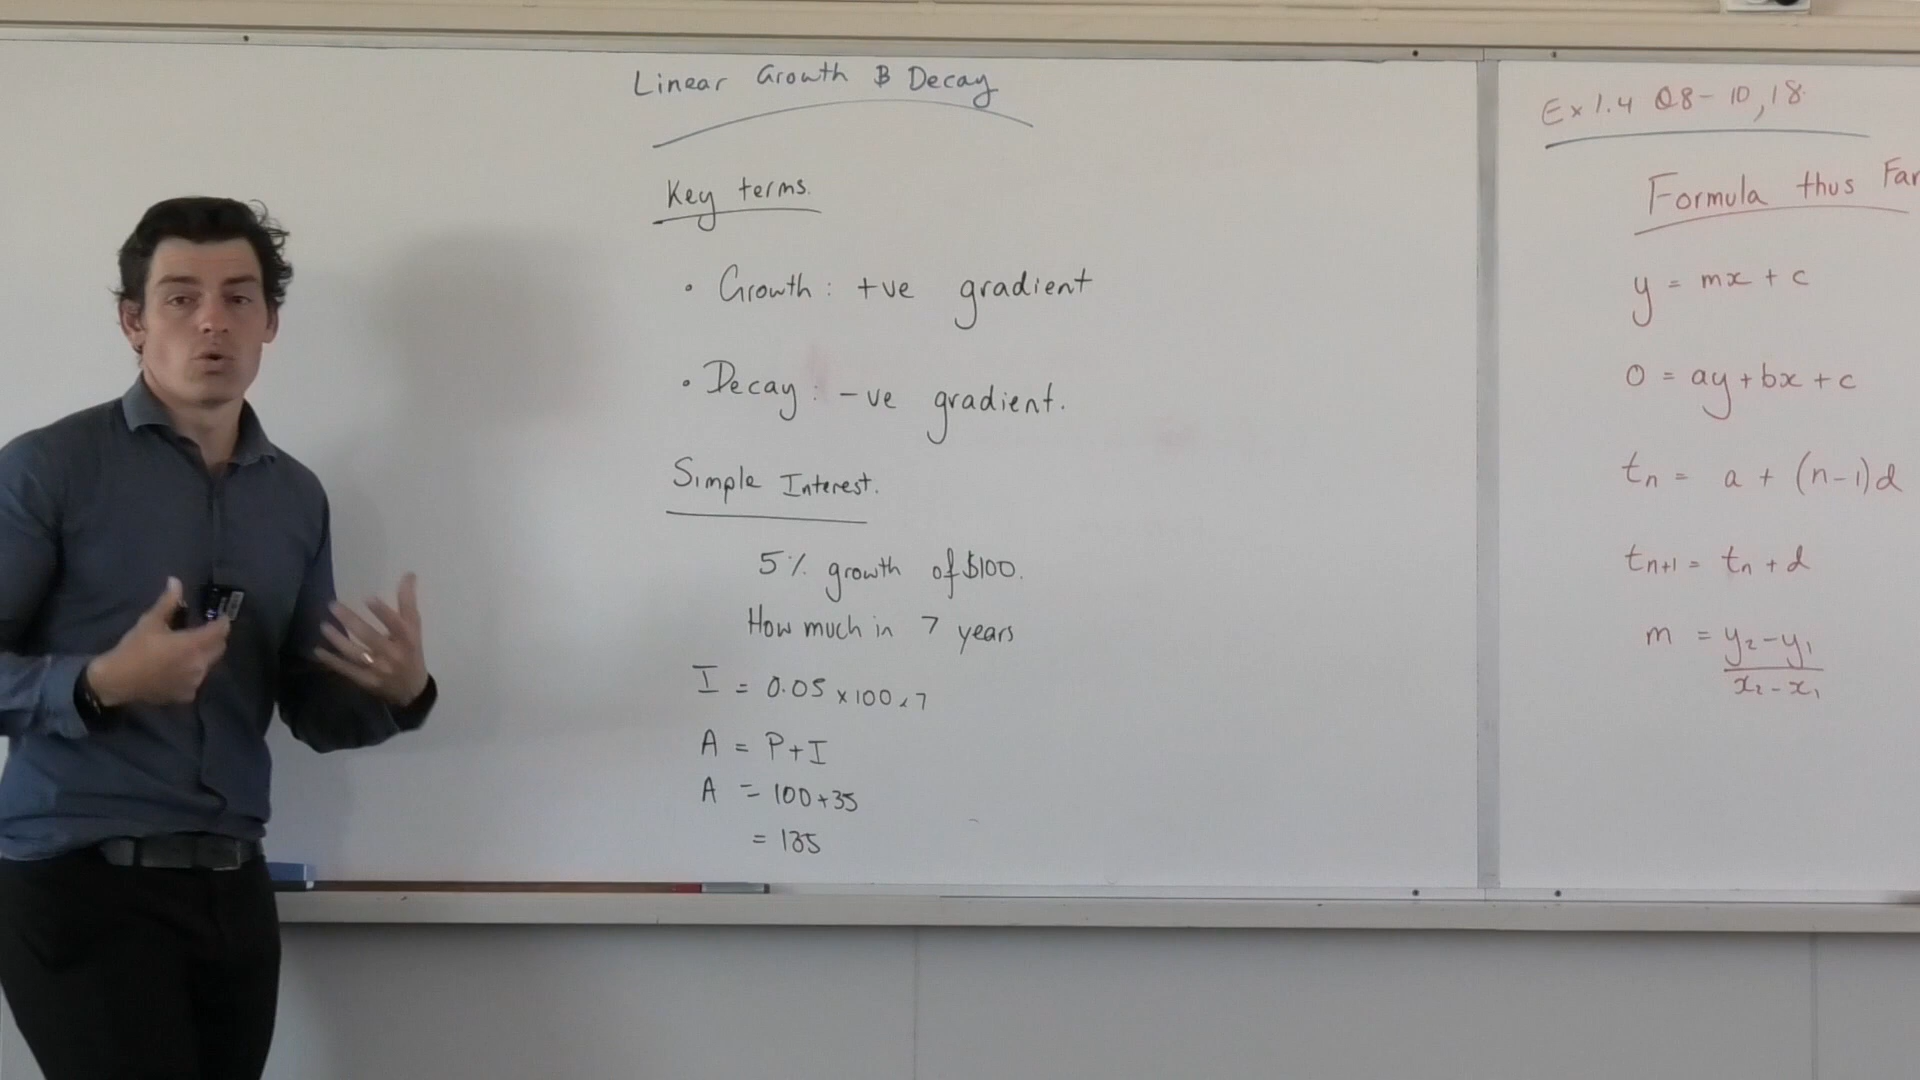 Linear Growth & Decay
Key terms.
• Growth: +ve gradient
• Decay: -ve gradient.
Simple Interest.
5% growth of $100.
How much in 7 years
I = 0.05 × 100 × 7
A = P+I
A = 100+35
= 135
Ex 1.4 Q8-10, 18
Formula thus Far
y = mx + c
0 = ay + bx + c
tₙ = a + (n-1)d
tₙ₊₁ = tₙ + d
m = y₂-y₁
x₂-x₁